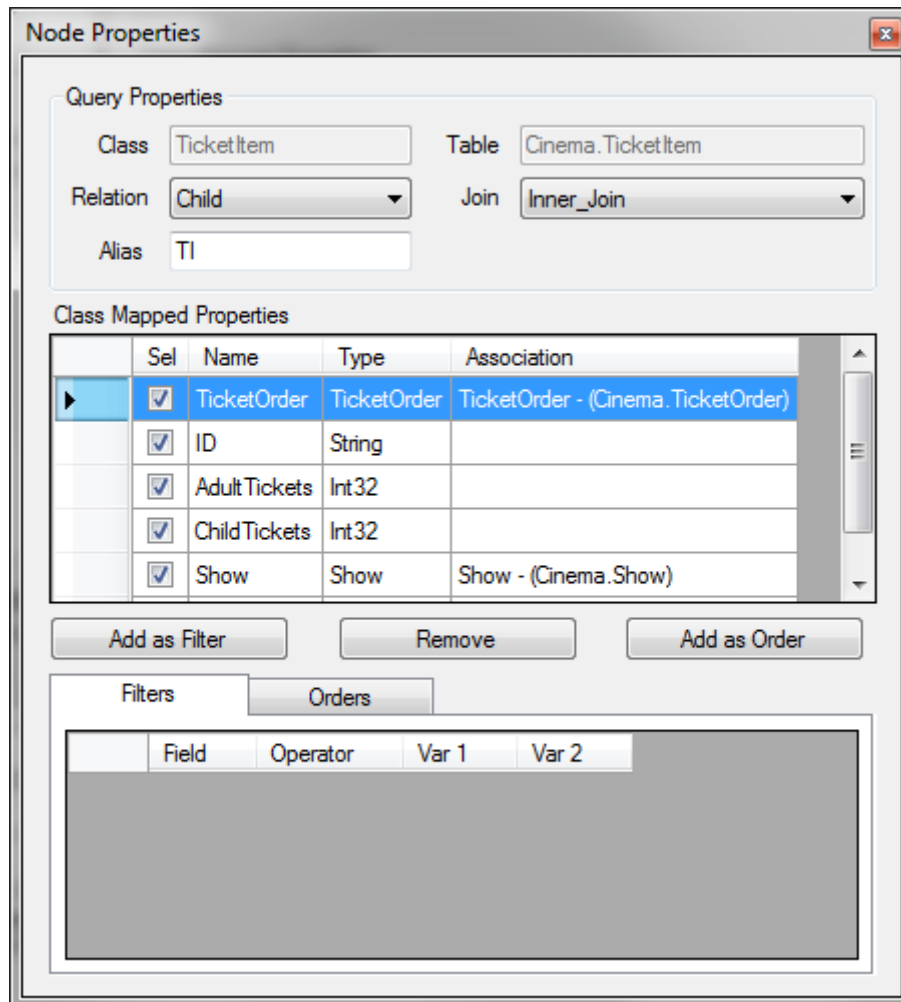 Node Properties
Query Properties
Class TicketItem Table Cinema.TicketItem
Relation Child Join Inner_Join
Alias TI
Class Mapped Properties
Sel Name Type Association
TicketOrder TicketOrder TicketOrder - (Cinema.TicketOrder)
ID String
AdultTickets Int32
ChildTickets Int32
Show Show Show - (Cinema.Show)
Add as Filter Remove Add as Order
Filters Orders
Field Operator Var 1 Var 2